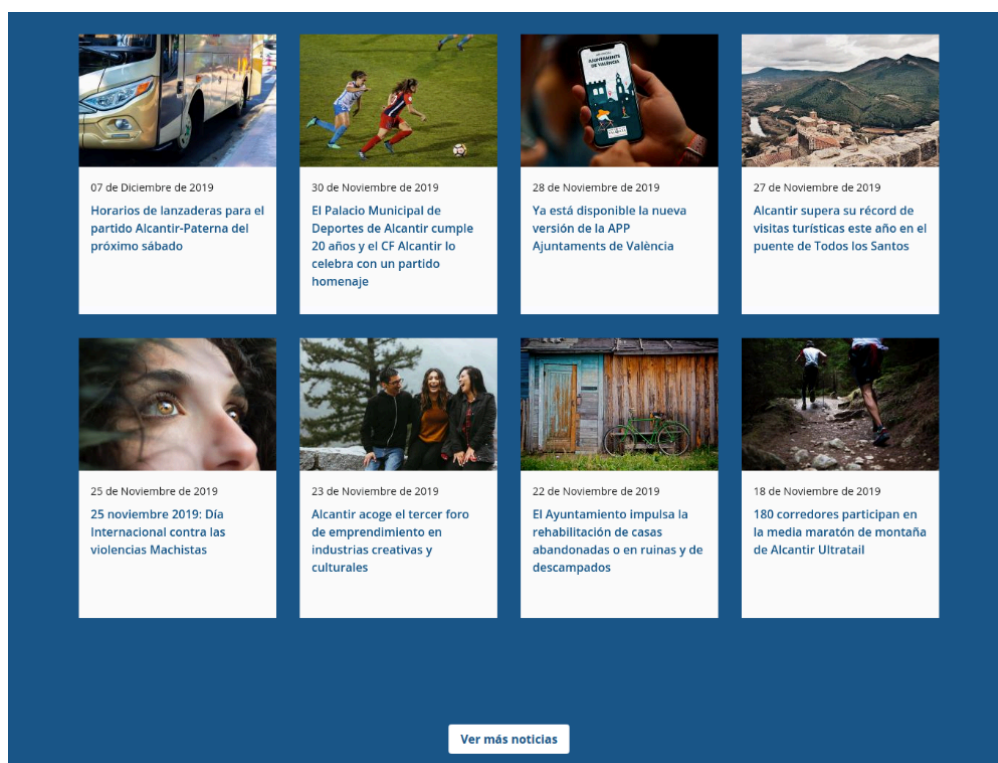 AJUNTAMENTS
DE VALÈNCIA
07 de Diciembre de 2019
Horarios de lanzaderas para el
partido Alcantir-Paterna del
próximo sábado
30 de Noviembre de 2019
El Palacio Municipal de
Deportes de Alcantir cumple
20 años y el CF Alcantir lo
celebra con un partido
homenaje
28 de Noviembre de 2019
Ya está disponible la nueva
versión de la APP
Ajuntaments de València
27 de Noviembre de 2019
Alcantir supera su récord de
visitas turísticas este año en el
puente de Todos los Santos
25 de Noviembre de 2019
25 noviembre 2019: Día
Internacional contra las
violencias Machistas
23 de Noviembre de 2019
Alcantir acoge el tercer foro
de emprendimiento en
industrias creativas y
culturales
22 de Noviembre de 2019
El Ayuntamiento impulsa la
rehabilitación de casas
abandonadas o en ruinas y de
descampados
18 de Noviembre de 2019
180 corredores participan en
la media maratón de montaña
de Alcantir Ultratail
Ver más noticias